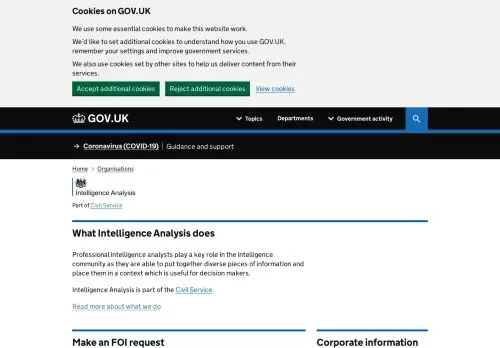 Cookies on GOV.UK
We use some essential cookies to make this website work.
We'd like to set additional cookies to understand how you use GOV.UK,
remember your settings and improve government services.
We also use cookies set by other sites to help us deliver content from their
services.
Accept additional cookies Reject additional cookies View cookies
GOV.UK Topics Departments Government activity
→ Coronavirus (COVID-19) Guidance and support
Home > Organisations
Intelligence Analysis
Part of Civil Service
What Intelligence Analysis does
Professional intelligence analysts play a key role in the intelligence
community as they are able to put together diverse pieces of information and
place them in a context which is useful for decision makers.
Intelligence Analysis is part of the Civil Service.
Read more about what we do
Make an FOI request Corporate information